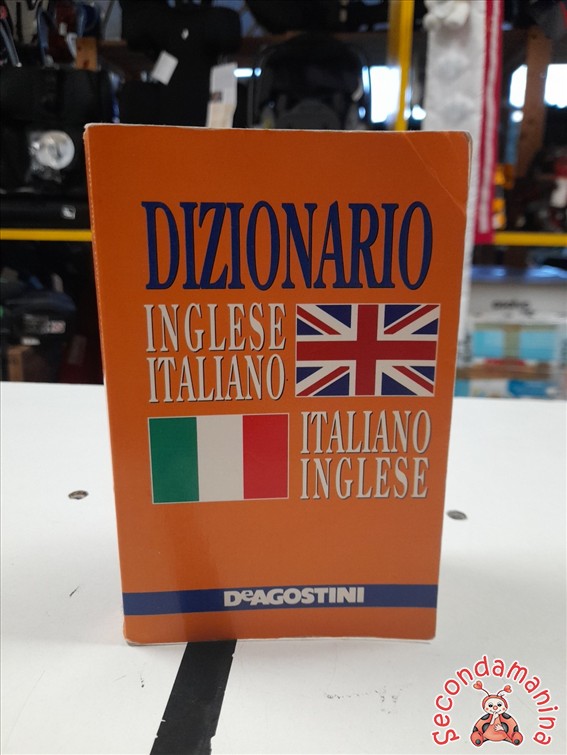 DIZIONARIO
INGLESE
ITALIANO
ITALIANO
INGLESE
DeAGOSTINI
Secondamanina